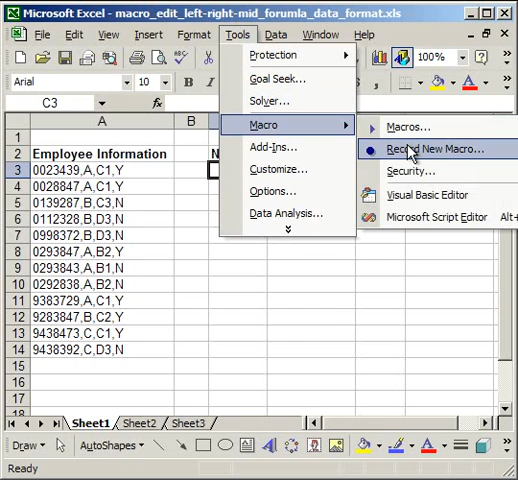 Microsoft Excel - macro_edit_left-right-mid_forumla_data_format.xls
File Edit View Insert Format Tools Data Window Help
100%
Arial 10
C3 fx
A B
1
2 Employee Information N
3 0023439,A,C1,Y
4 0028847,A,C1,Y
5 0139287,B,C3,N
6 0112328,B,D3,N
7 0998372,B,D3,N
8 0293847,A,B2,Y
9 0293843,A,B1,N
10 0292838,A,B2,N
11 9383729,C,C1,Y
12 9283847,B,C2,Y
13 9438473,C,C1,Y
14 9438392,C,D3,N
15
16
17
18
Protection
Goal Seek...
Solver...
Macro
Add-Ins...
Customize...
Options...
Data Analysis...
Macros...
Record New Macro...
Security...
Visual Basic Editor
Microsoft Script Editor Alt+
Sheet1 Sheet2 Sheet3
Draw AutoShapes A A
Ready